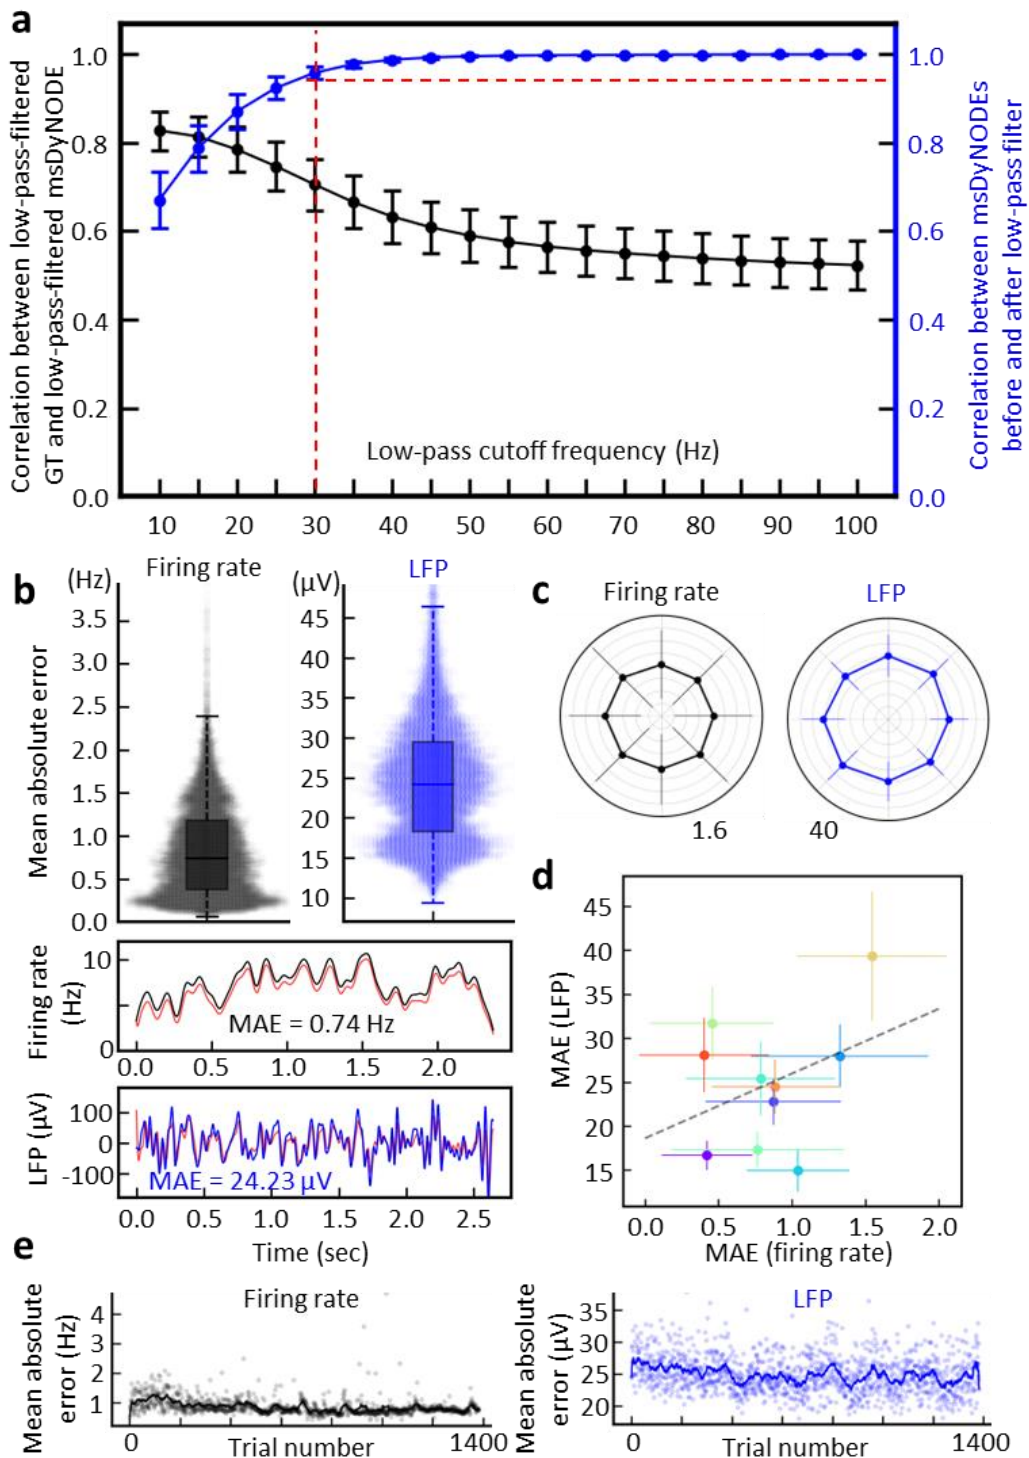 a
Correlation between low-pass-filtered
GT and low-pass-filtered msDyNODE
1.0
0.8
0.6
0.4
0.2
0.0
1.0
0.8
0.6
0.4
0.2
0.0
Correlation between msDyNODEs
before and after low-pass filter
Low-pass cutoff frequency (Hz)
10 20 30 40 50 60 70 80 90 100
b
(Hz)
Firing rate
Mean absolute error
3.5
3.0
2.5
2.0
1.5
1.0
0.5
0.0
(µV)
LFP
45
40
35
30
25
20
15
10
Firing rate
(Hz)
10
0
MAE = 0.74 Hz
0.0 0.5 1.0 1.5 2.0
LFP (µV)
100
0
-100
MAE = 24.23 µV
0.0 0.5 1.0 1.5 2.0 2.5
Time (sec)
c
Firing rate
1.6
LFP
40
d
MAE (LFP)
45
40
35
30
25
20
15
0.0 0.5 1.0 1.5 2.0
MAE (firing rate)
e
Mean absolute
error (Hz)
Firing rate
4
3
2
1
0 Trial number 1400
Mean absolute
error (µV)
LFP
35
30
25
20
0 Trial number 1400